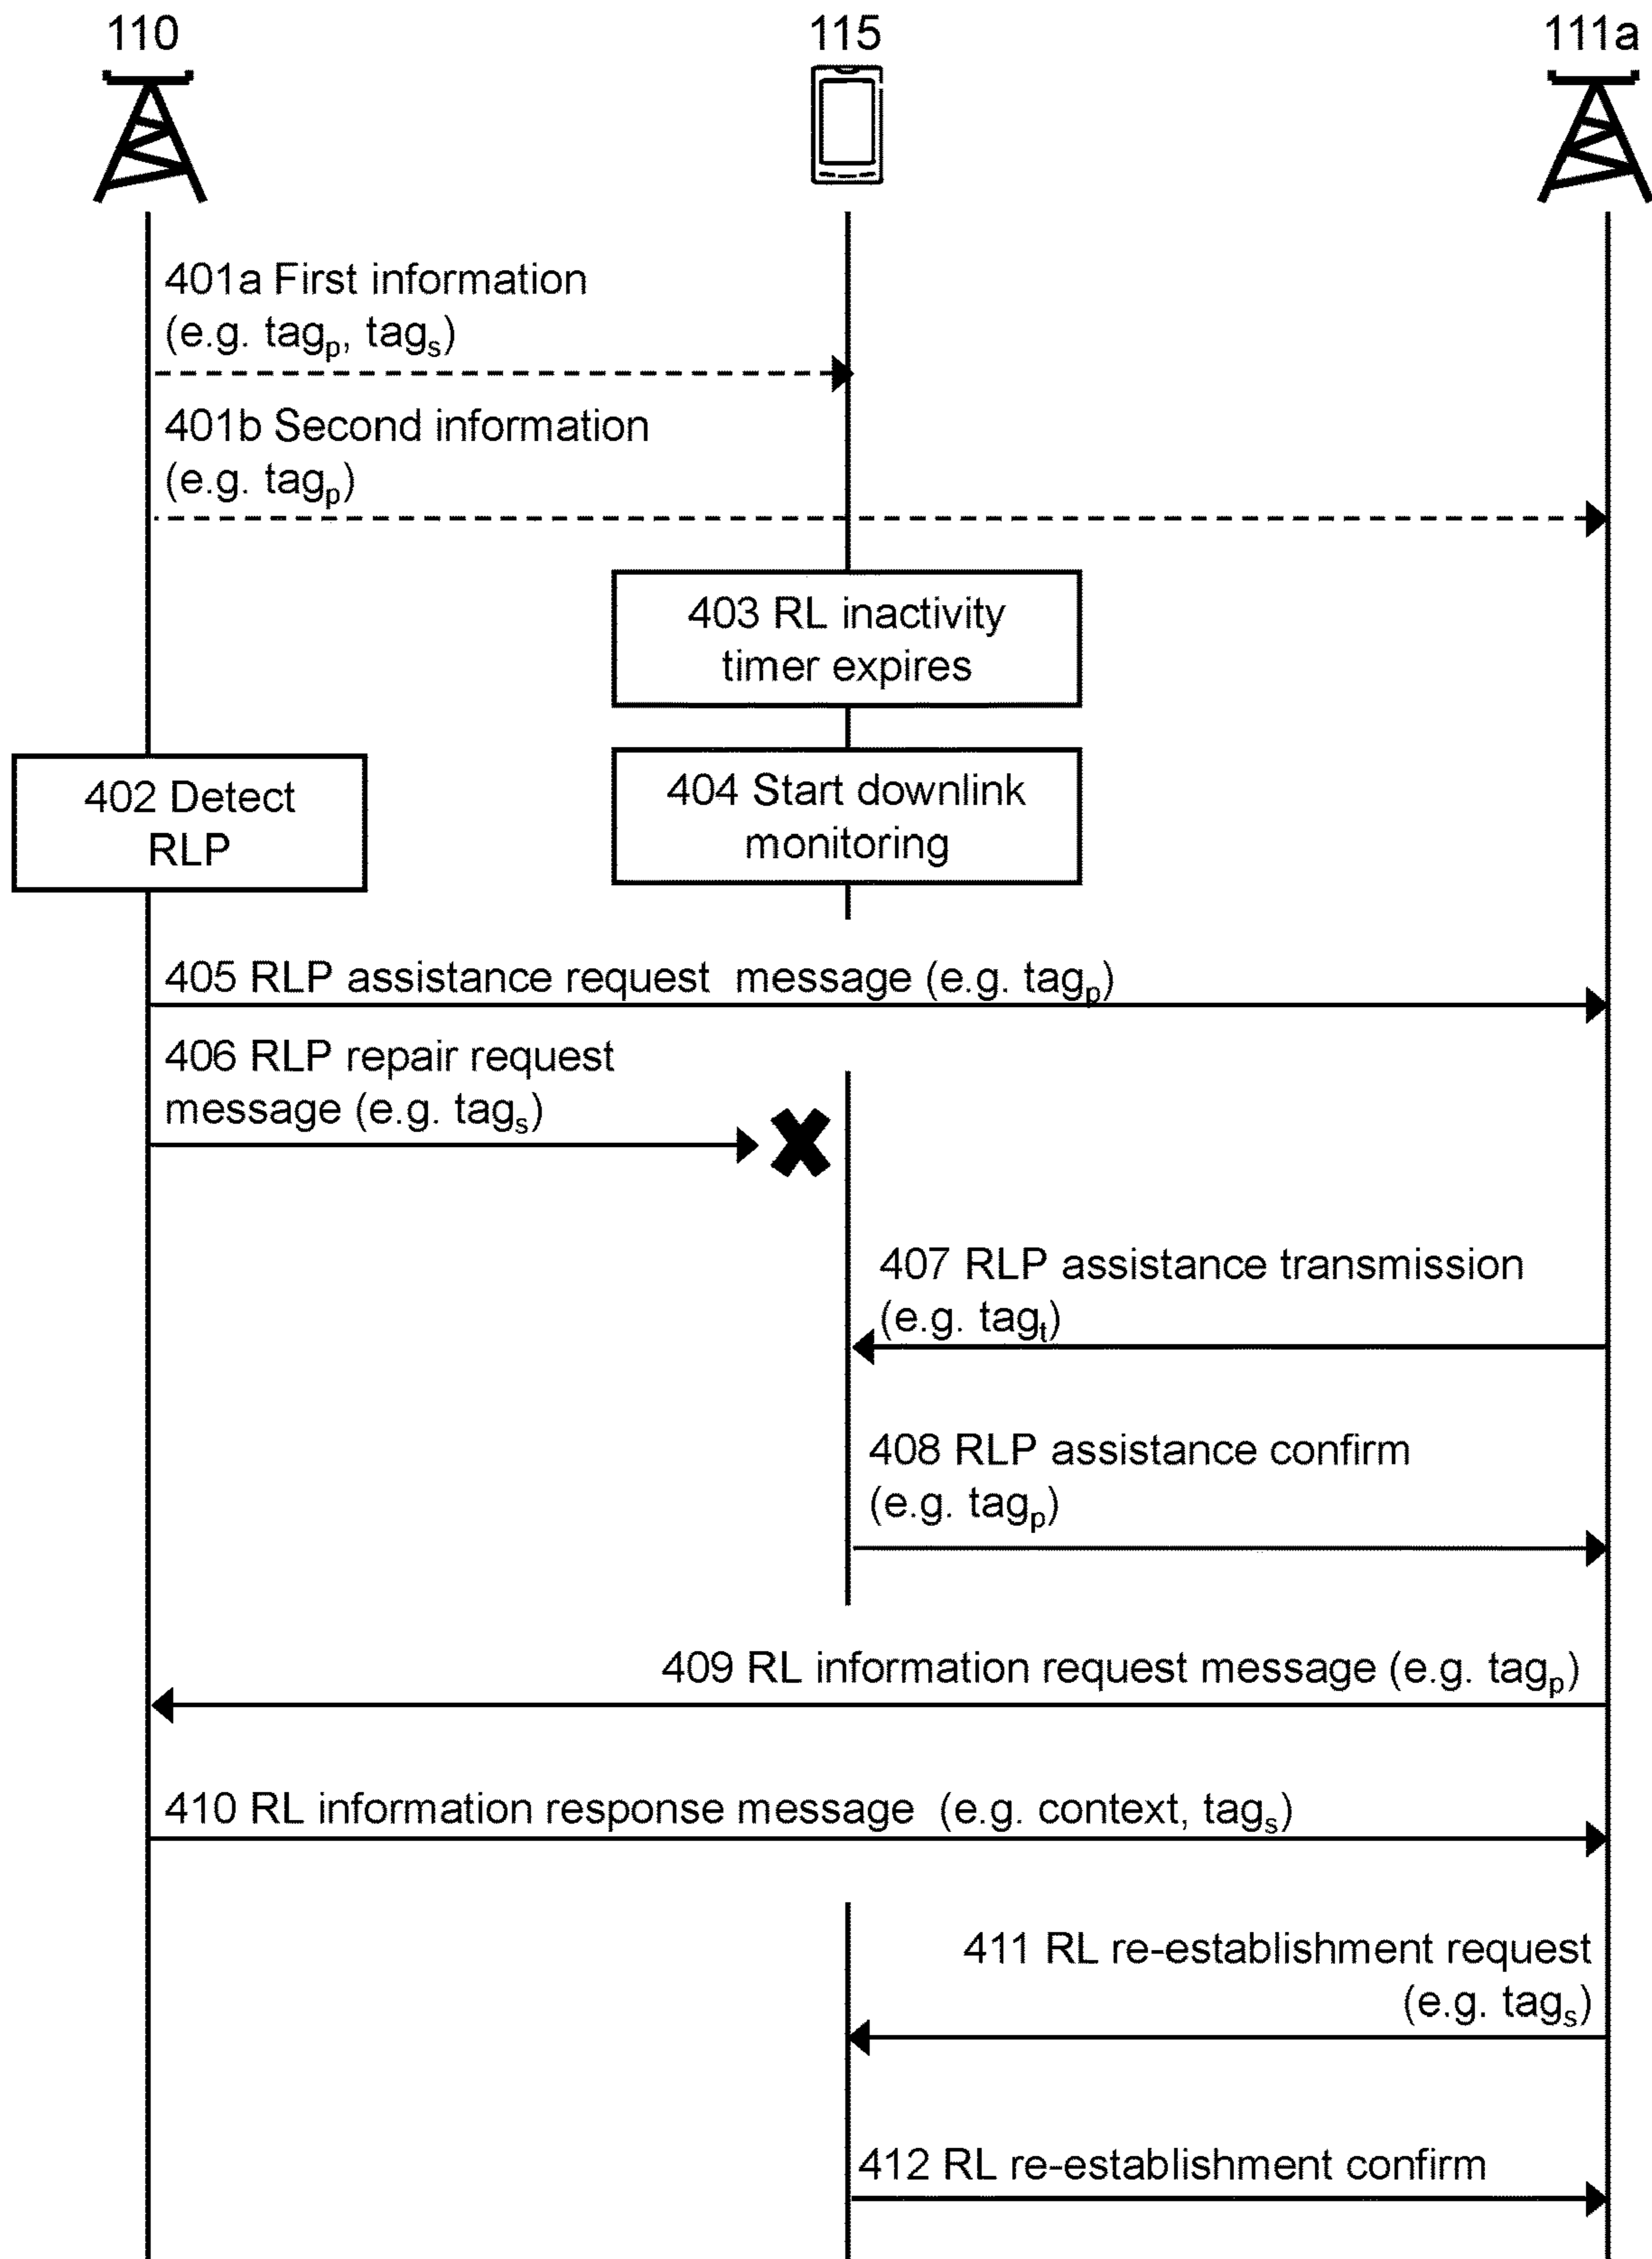 110
115
111a
401a First information
(e.g. tagp, tags)
401b Second information
(e.g. tagp)
403 RL inactivity
timer expires
402 Detect
RLP
404 Start downlink
monitoring
405 RLP assistance request message (e.g. tagp)
406 RLP repair request
message (e.g. tags)
407 RLP assistance transmission
(e.g. tagt)
408 RLP assistance confirm
(e.g. tagp)
409 RL information request message (e.g. tagp)
410 RL information response message (e.g. context, tags)
411 RL re-establishment request
(e.g. tags)
412 RL re-establishment confirm